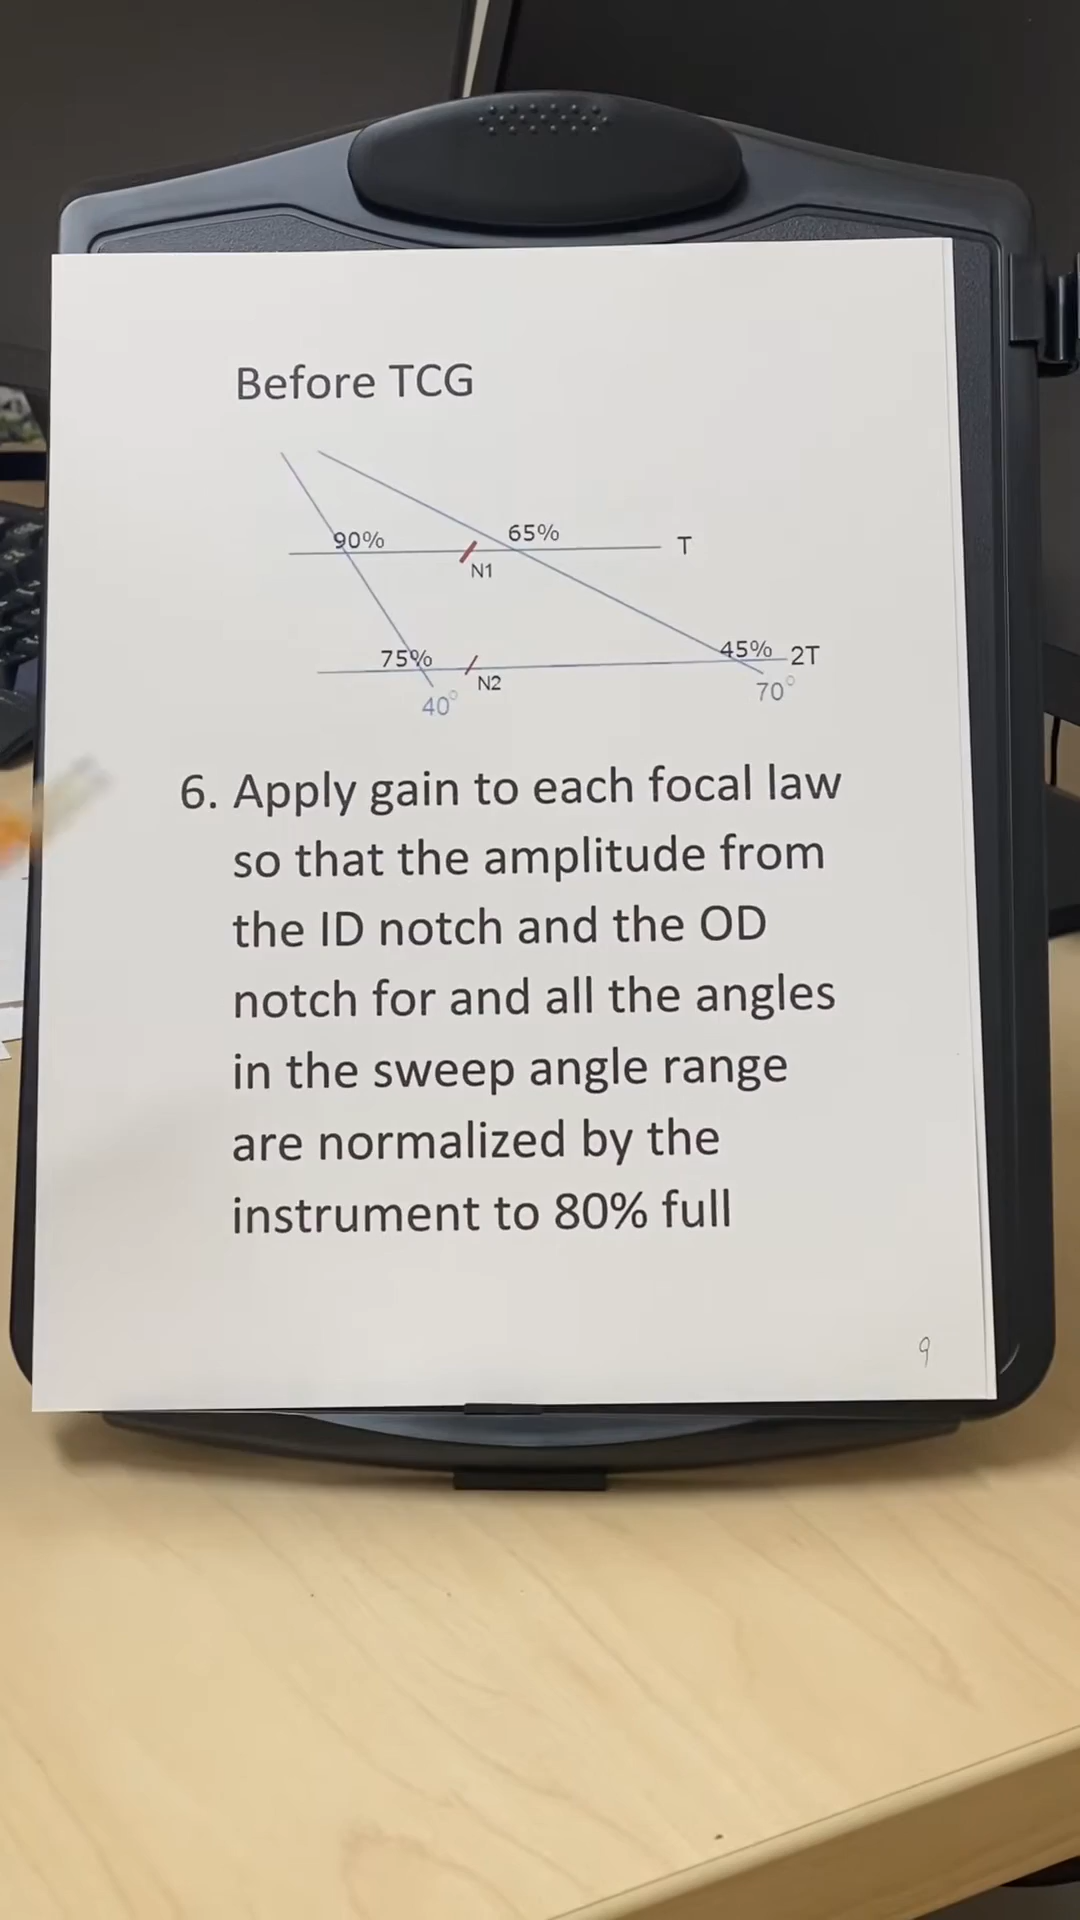 Before TCG
90%
65%
T
N1
75%
45%
2T
N2
40°
70°
6. Apply gain to each focal law
so that the amplitude from
the ID notch and the OD
notch for and all the angles
in the sweep angle range
are normalized by the
instrument to 80% full
9